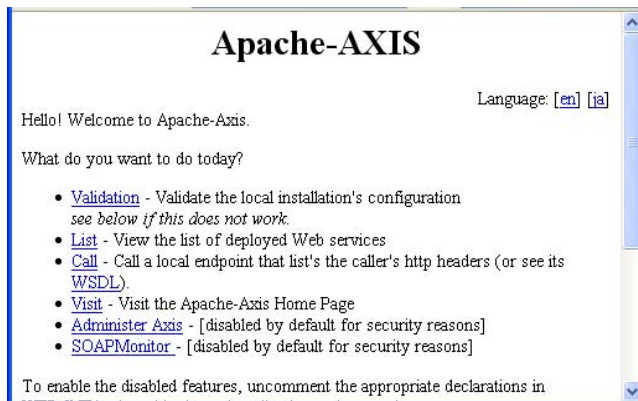 Apache-AXIS
Language: [en] [ja]
Hello! Welcome to Apache-Axis.
What do you want to do today?
• Validation - Validate the local installation's configuration
see below if this does not work.
• List - View the list of deployed Web services
• Call - Call a local endpoint that list's the caller's http headers (or see its
WSDL).
• Visit - Visit the Apache-Axis Home Page
• Administer Axis - [disabled by default for security reasons]
• SOAPMonitor - [disabled by default for security reasons]
To enable the disabled features, uncomment the appropriate declarations in